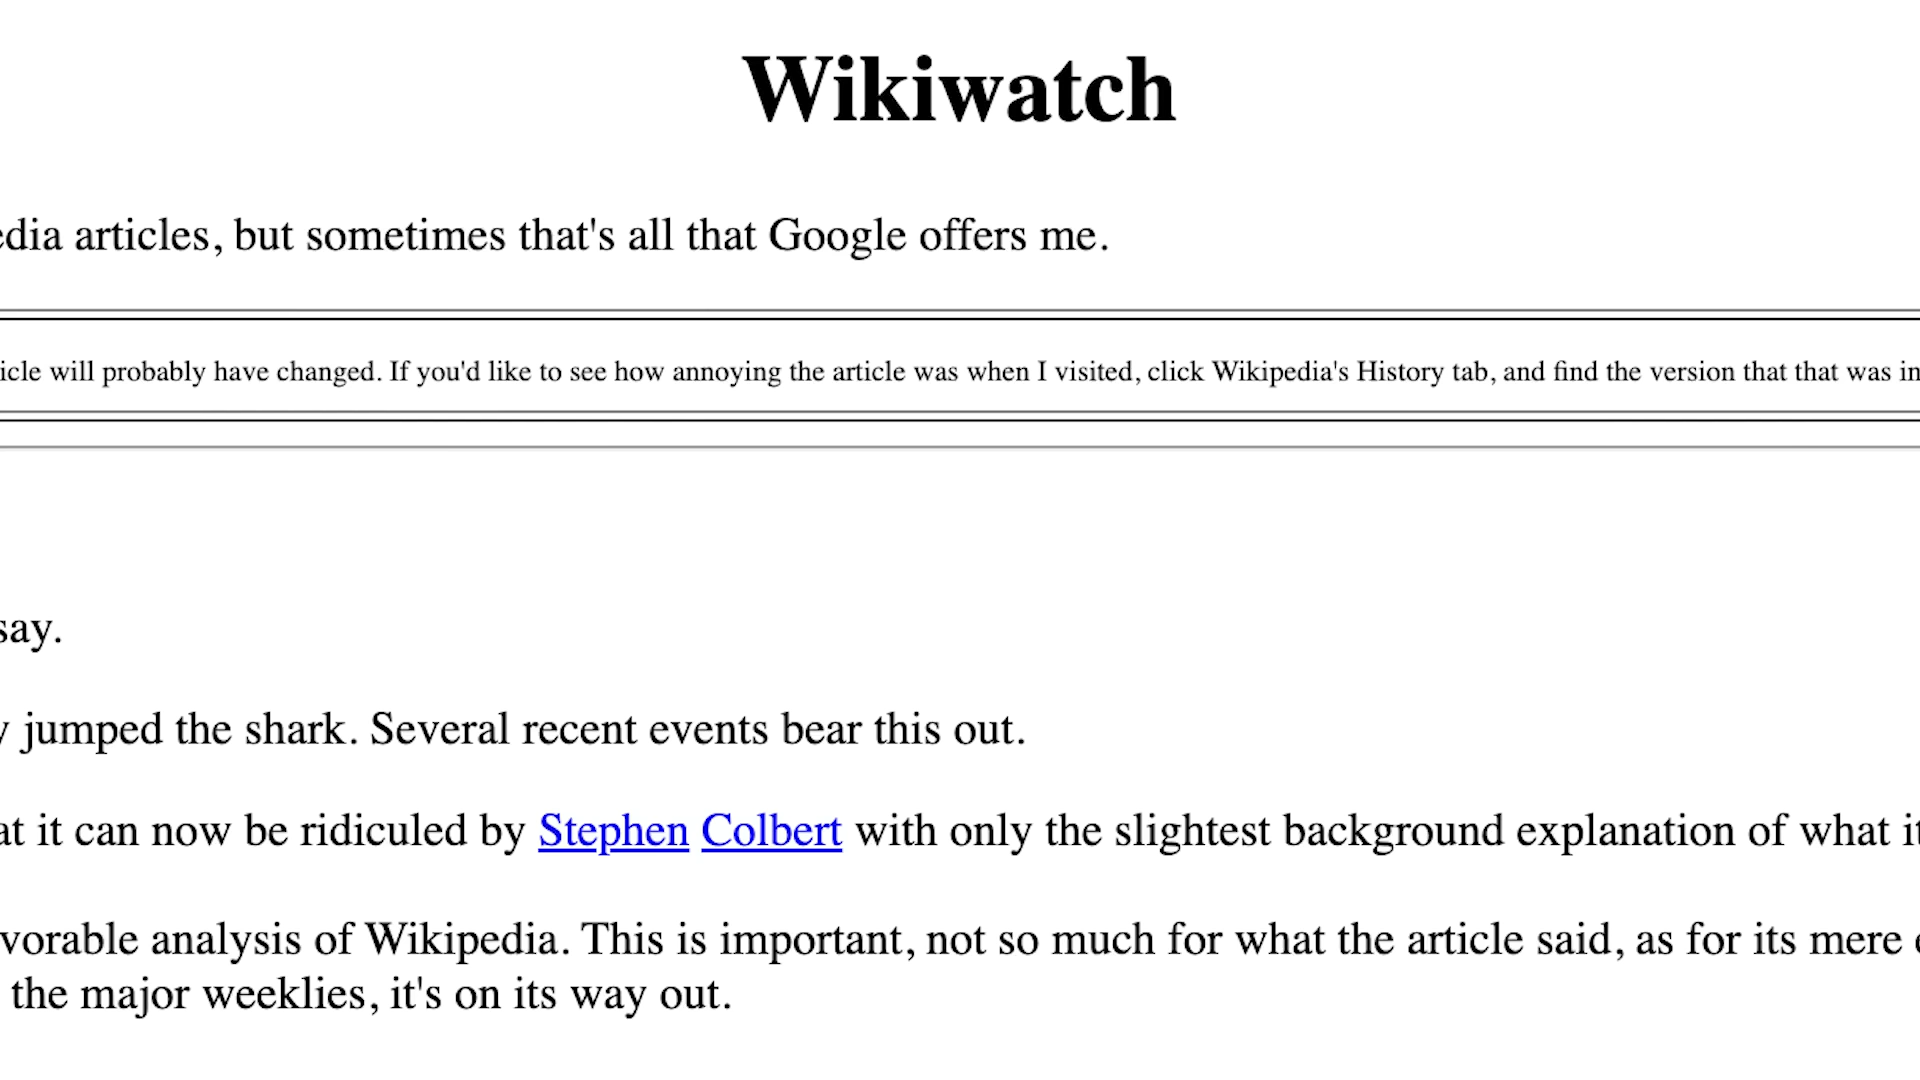 Wikiwatch
edia articles, but sometimes that's all that Google offers me.
icle will probably have changed. If you'd like to see how annoying the article was when I visited, click Wikipedia's History tab, and find the version that that was in
say.
y jumped the shark. Several recent events bear this out.
at it can now be ridiculed by Stephen Colbert with only the slightest background explanation of what it
vorable analysis of Wikipedia. This is important, not so much for what the article said, as for its mere
the major weeklies, it's on its way out.